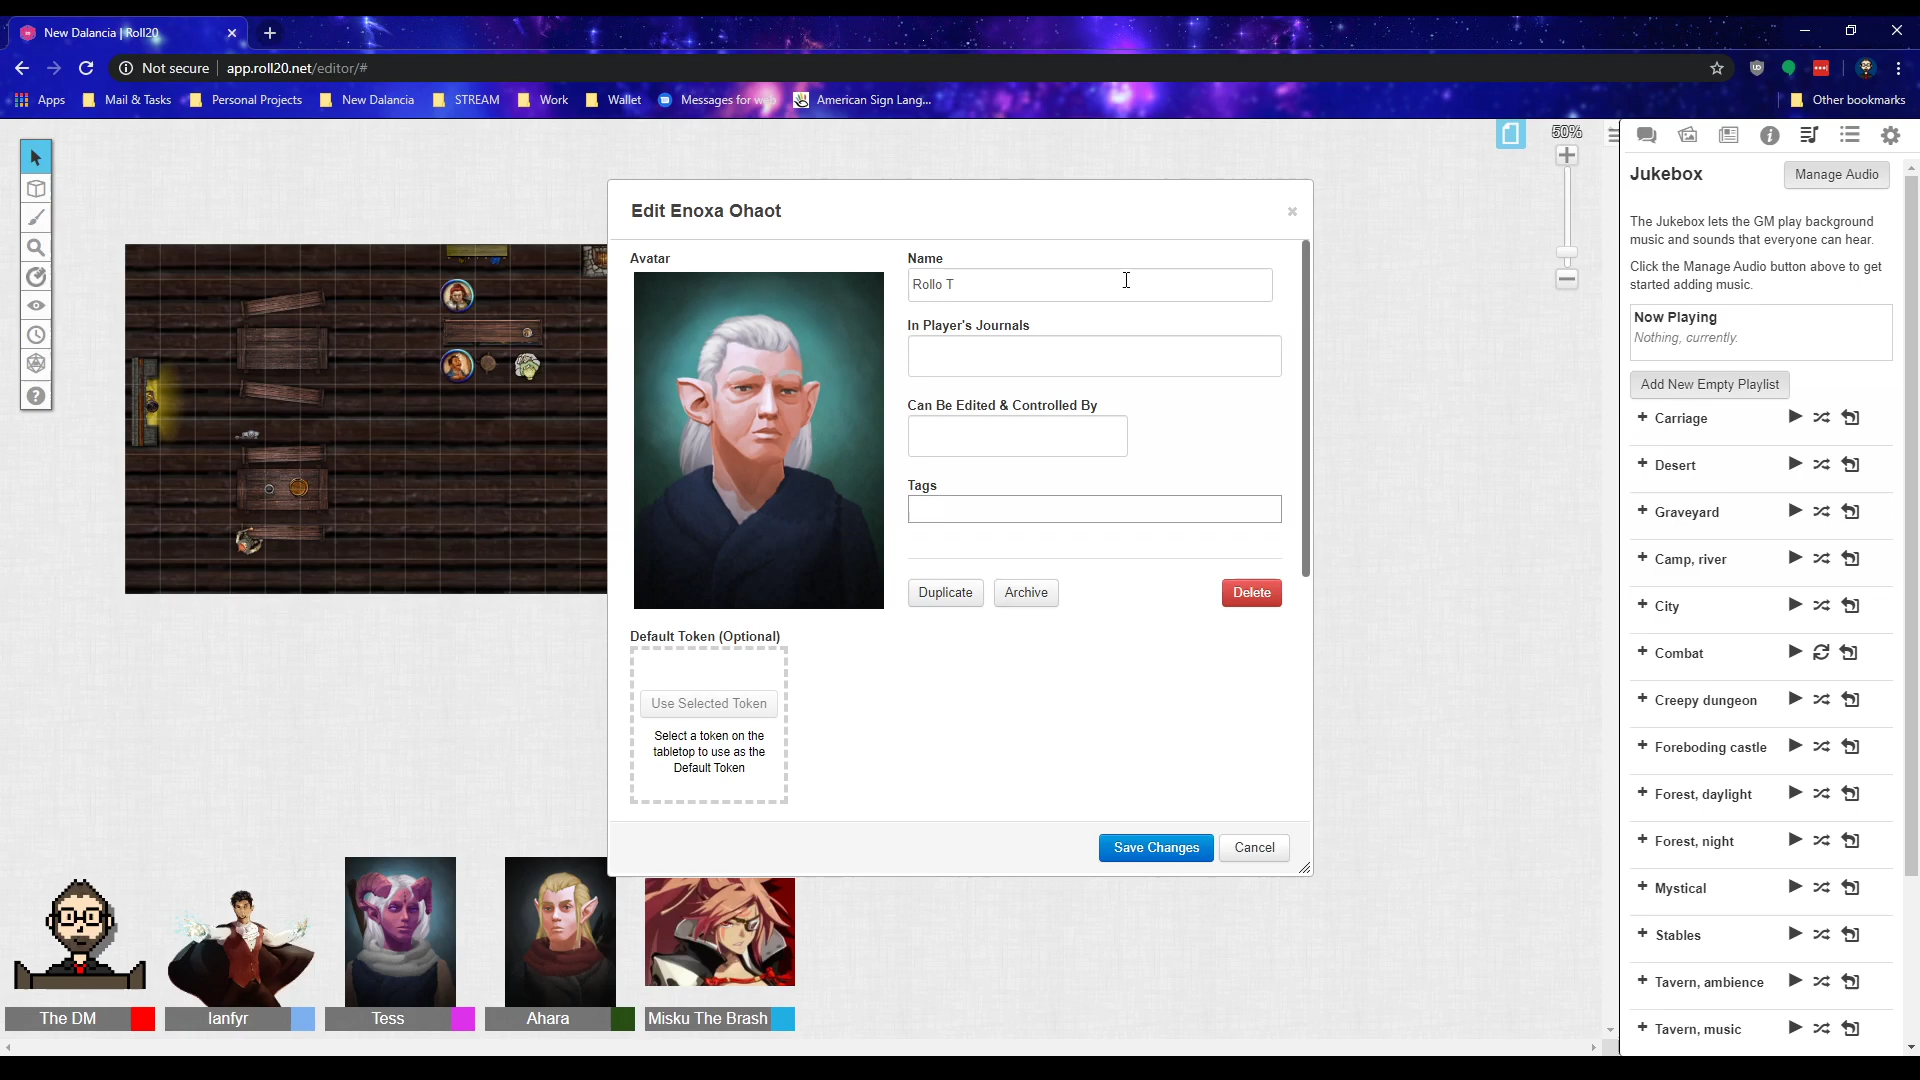 New Dalancia | Roll20
Not secure
app.roll20.net/editor/#
Apps
Mail & Tasks
Personal Projects
New Dalancia
STREAM
Work
Wallet
Messages for
American Sign Lang...
Other bookmarks
50%
Jukebox
Manage Audio
The Jukebox lets the GM play background
music and sounds that everyone can hear.
Click the Manage Audio button above to get
started adding music.
Now Playing
Nothing, currently.
Add New Empty Playlist
+ Carriage
+ Desert
+ Graveyard
+ Camp, river
+ City
+ Combat
+ Creepy dungeon
+ Foreboding castle
+ Forest, daylight
+ Forest, night
+ Mystical
+ Stables
+ Tavern, ambience
+ Tavern, music
Edit Enoxa Ohaot
Avatar
Name
Rollo T
In Player's Journals
Can Be Edited & Controlled By
Tags
Duplicate
Archive
Delete
Default Token (Optional)
Use Selected Token
Select a token on the
tabletop to use as the
Default Token
Save Changes
Cancel
The DM
Ianfyr
Tess
Ahara
Misku The Brash